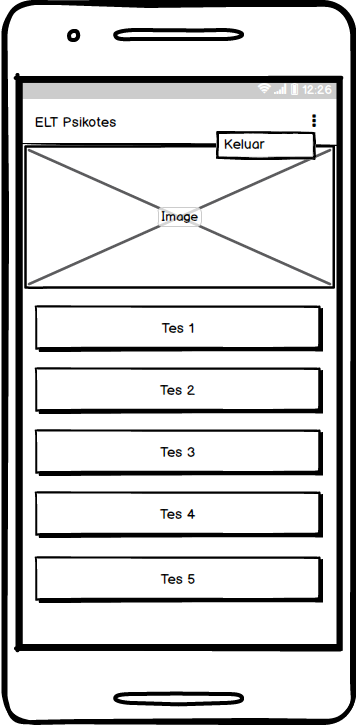 12:26
ELT Psikotes
Keluar
Image
Tes 1
Tes 2
Tes 3
Tes 4
Tes 5